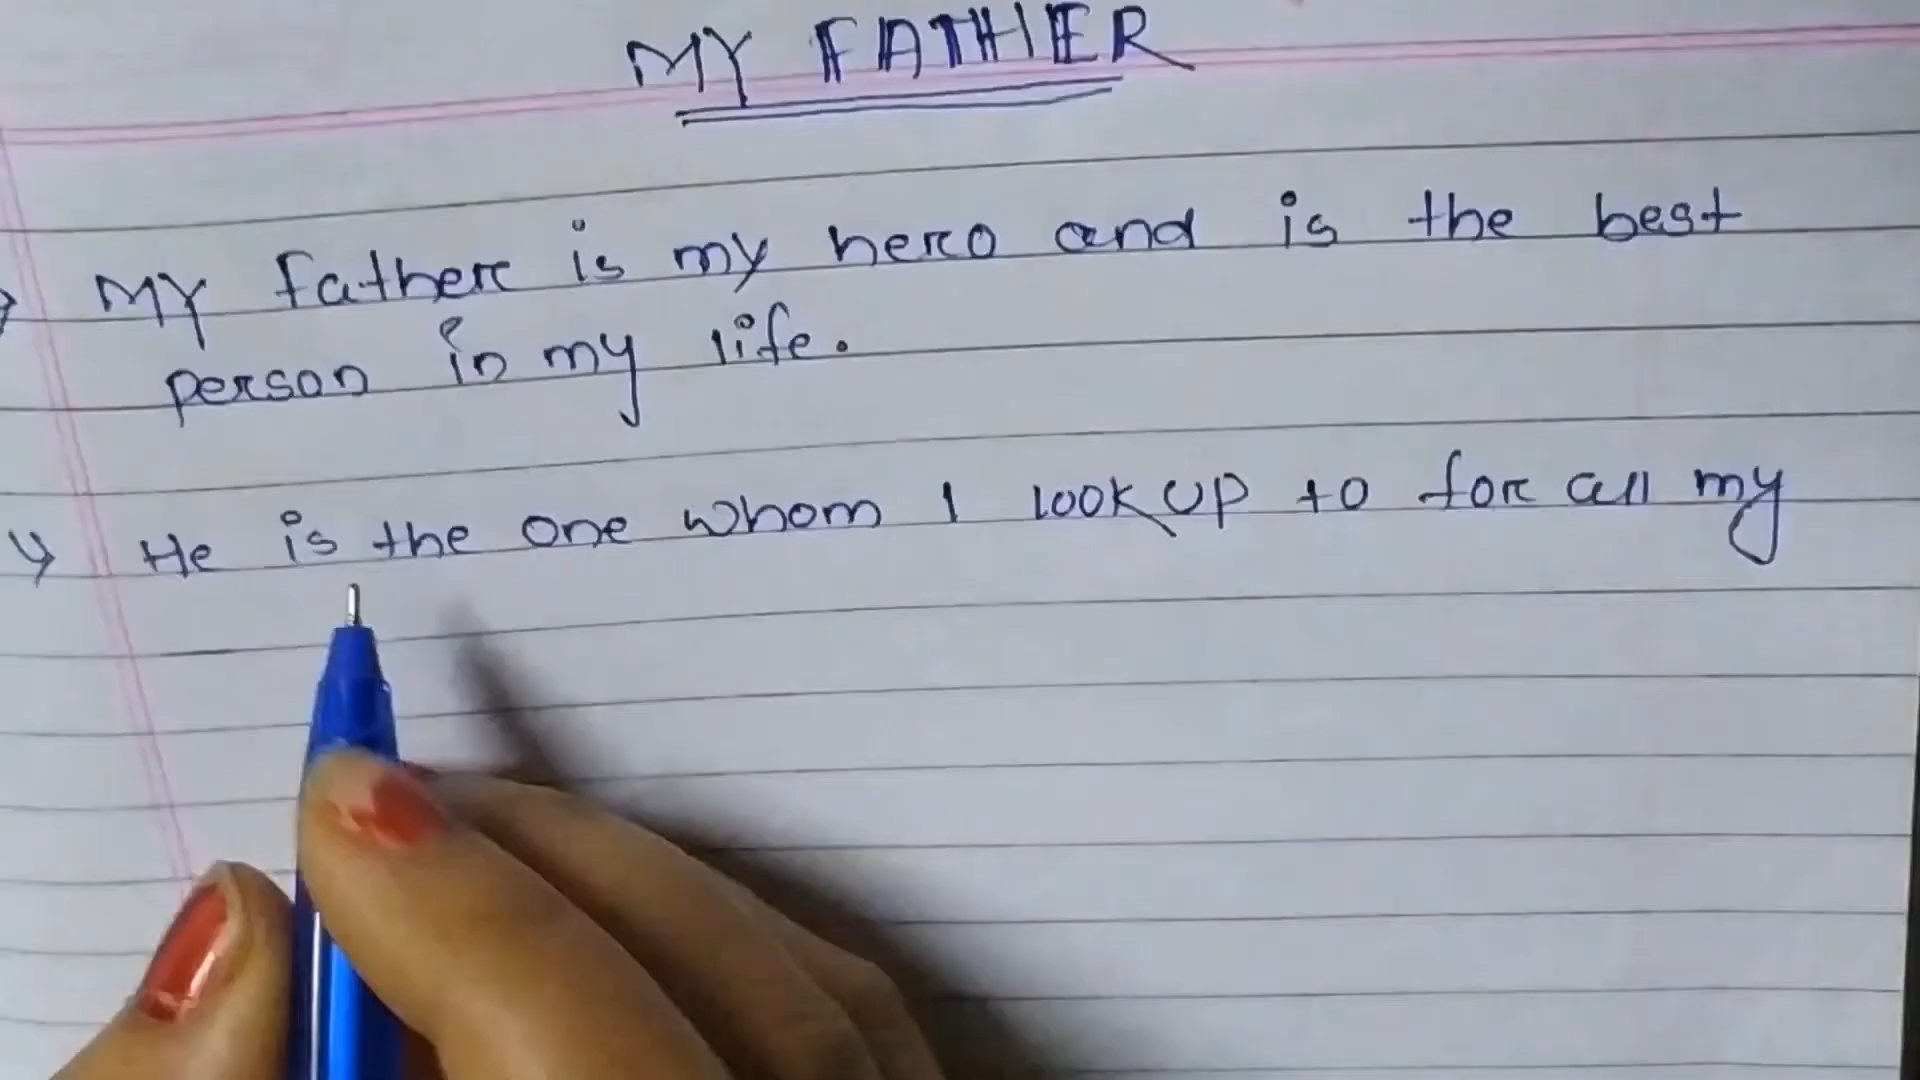 MY FATHER
MY Father is my hero and is the best
person in my life.
He is the one whom I look up to for all my